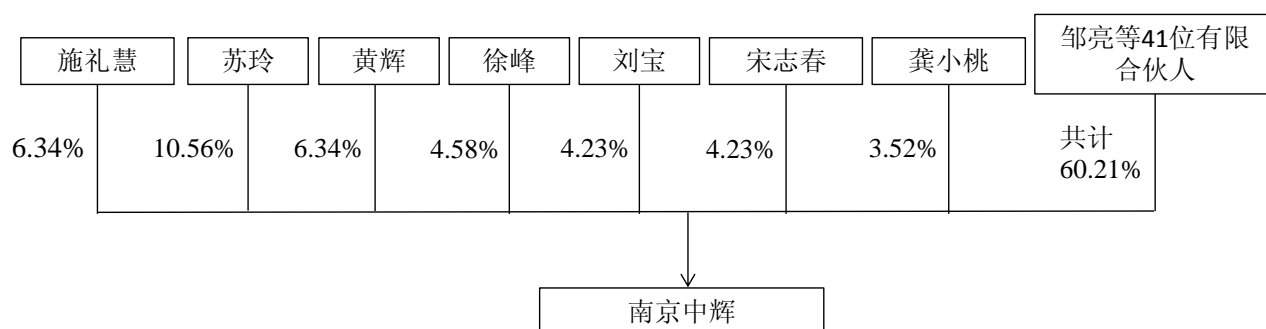 施礼慧
苏玲
黄辉
徐峰
刘宝
宋志春
龚小桃
邹亮等41位有限
合伙人
6.34%
10.56%
6.34%
4.58%
4.23%
4.23%
3.52%
共计
60.21%
南京中辉